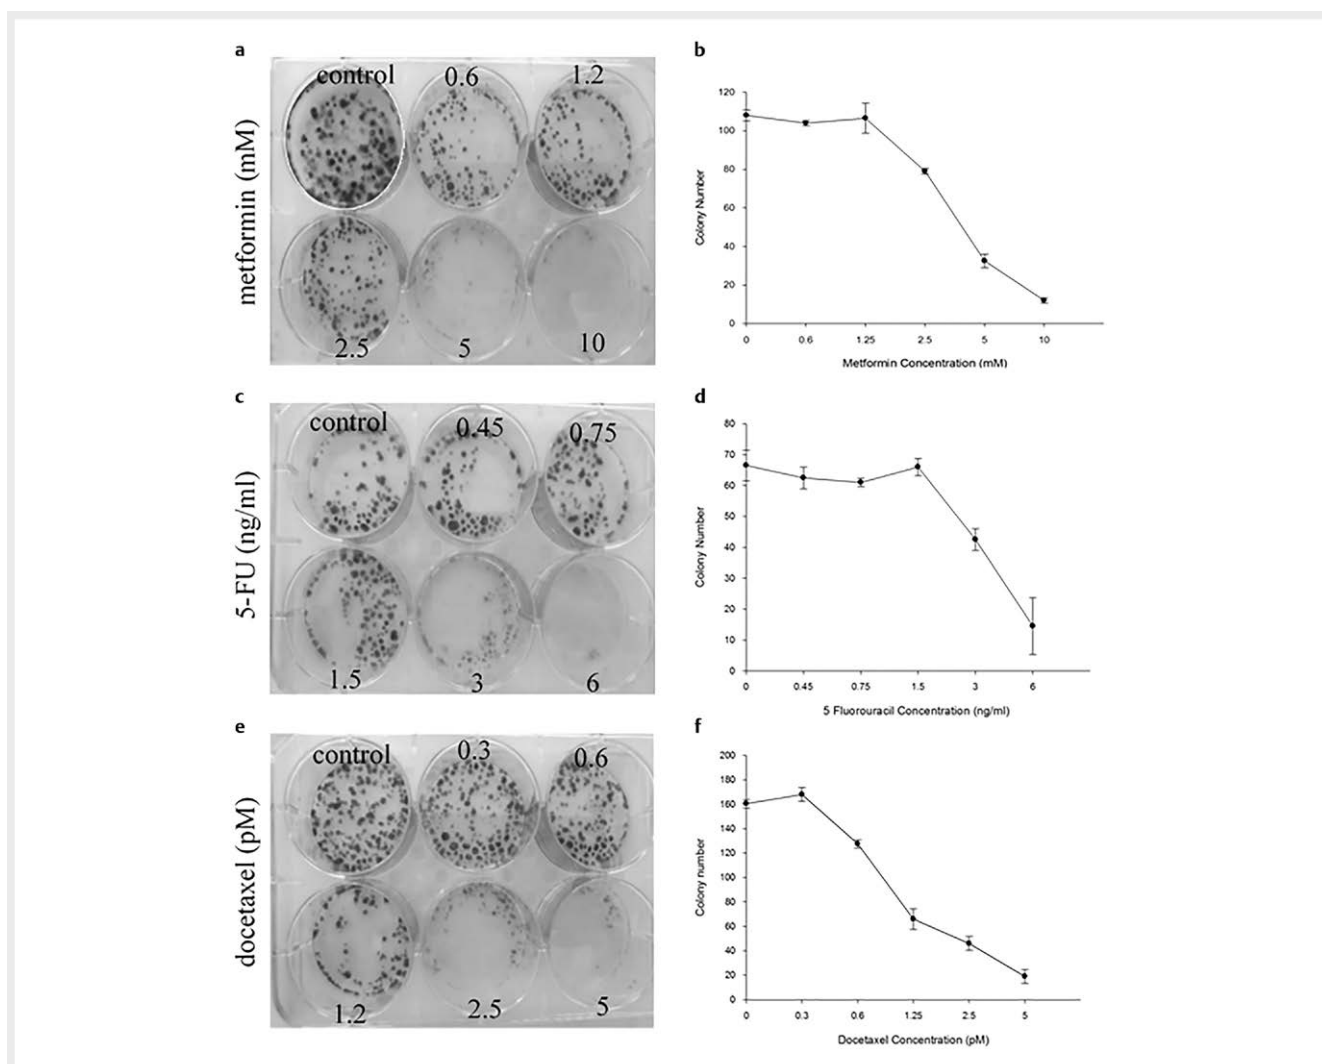 a
metformin (mM)
control 0.6 1.2
2.5 5 10
b
Colony Number
120
100
80
60
40
20
0
0 0.6 1.25 2.5 5 10
Metformin Concentration (mM)
c
5-FU (ng/ml)
control 0.45 0.75
1.5 3 6
d
Colony Number
80
70
60
50
40
30
20
10
0
0 0.45 0.75 1.5 3 6
5 Fluorouracil Concentration (ng/ml)
e
docetaxel (pM)
control 0.3 0.6
1.2 2.5 5
f
Colony number
200
180
160
140
120
100
80
60
40
20
0
0 0.3 0.6 1.25 2.5 5
Docetaxel Concentration (pM)